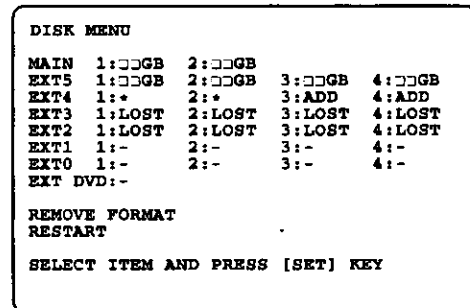 DISK MENU
MAIN 1:□□GB 2:□□GB
EXT5 1:□□GB 2:□□GB 3:□□GB 4:□□GB
EXT4 1:* 2:* 3:ADD 4:ADD
EXT3 1:LOST 2:LOST 3:LOST 4:LOST
EXT2 1:LOST 2:LOST 3:LOST 4:LOST
EXT1 1:- 2:- 3:- 4:-
EXT0 1:- 2:- 3:- 4:-
EXT DVD:-
REMOVE FORMAT
RESTART
SELECT ITEM AND PRESS [SET] KEY